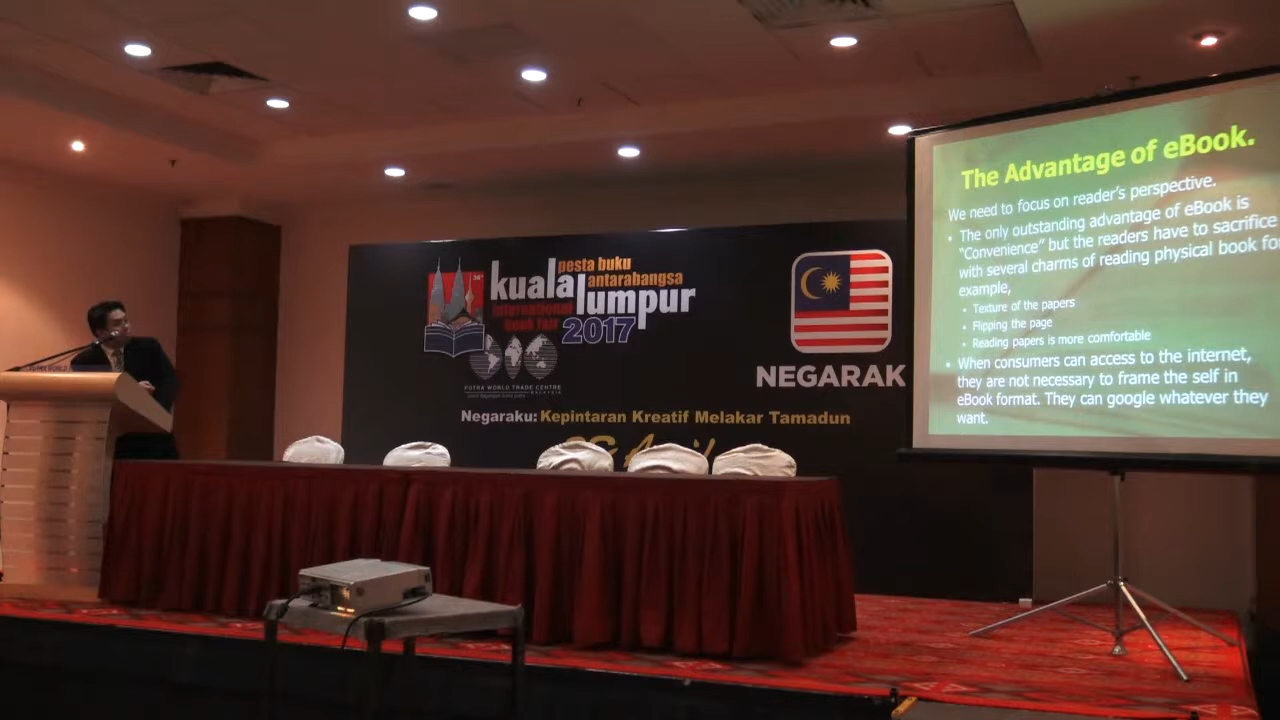 pesta buku
antarabangsa
kuala
lumpur
international
book fair
2017
PUTRA WORLD TRADE CENTRE
MALAYSIA
NEGARAK
Negaraku: Kepintaran Kreatif Melakar Tamadun
The Advantage of eBook.
We need to focus on reader's perspective.
• The only outstanding advantage of eBook is
"Convenience" but the readers have to sacrifice
with several charms of reading physical book fo
example,
• Texture of the papers
• Flipping the page
• Reading papers is more comfortable
• When consumers can access to the internet,
they are not necessary to frame the self in
eBook format. They can google whatever they
want.